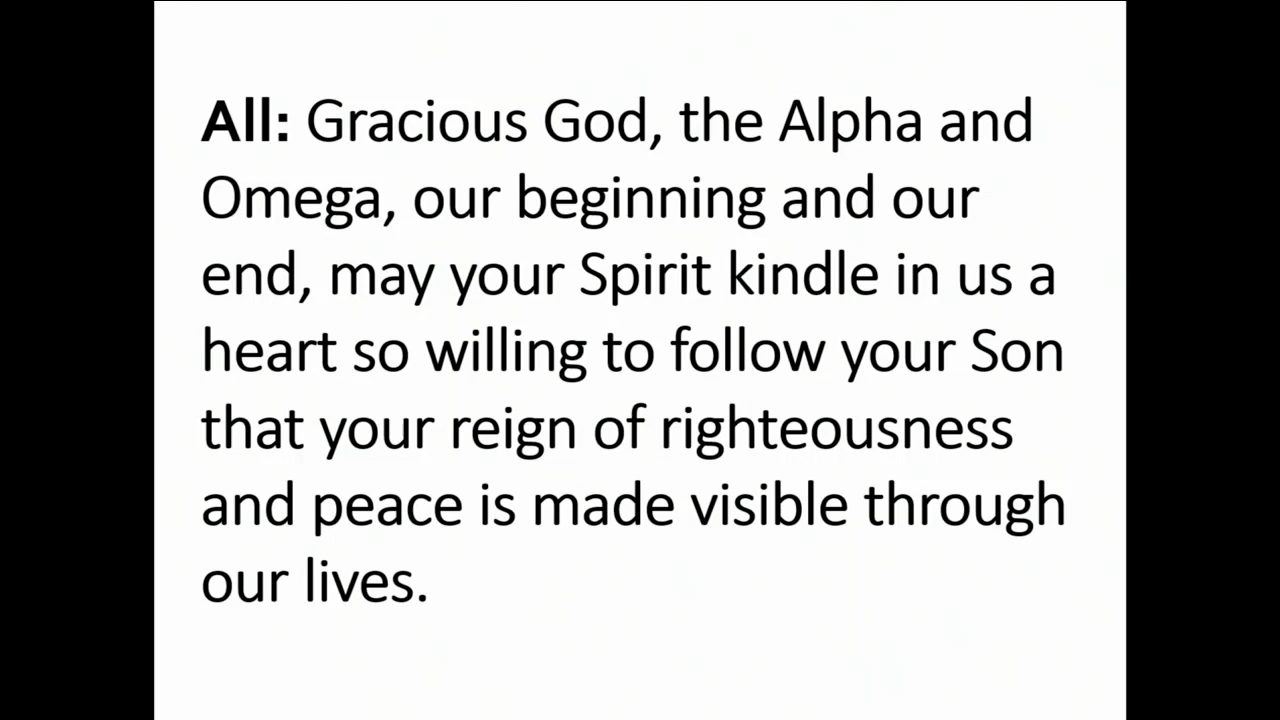 All: Gracious God, the Alpha and
Omega, our beginning and our
end, may your Spirit kindle in us a
heart so willing to follow your Son
that your reign of righteousness
and peace is made visible through
our lives.